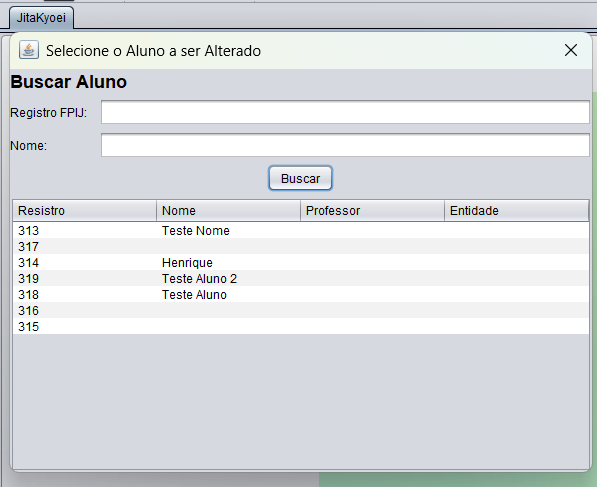 JitaKyoei
Selecione o Aluno a ser Alterado
Buscar Aluno
Registro FPIJ:
Nome:
Buscar
Resistro Nome Professor Entidade
313 Teste Nome
317
314 Henrique
319 Teste Aluno 2
318 Teste Aluno
316
315